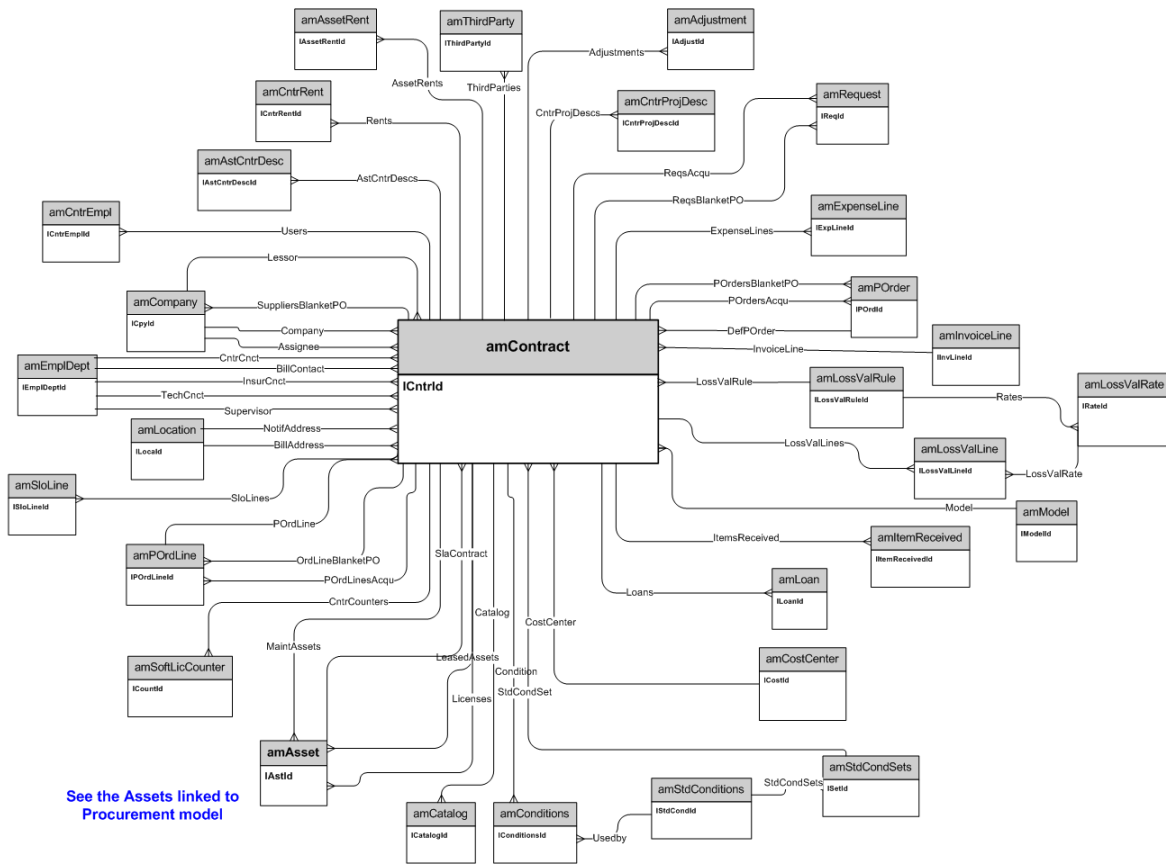 amAssetRent
lAssetRentId
amThirdParty
lThirdPartyId
amAdjustment
lAdjustId
Adjustments
AssetRents
ThirdParties
amCntrRent
lCntrRentId
Rents
amCntrProjDesc
lCntrProjDescId
CntrProjDescs
amRequest
lReqId
amAstCntrDesc
lAstCntrDescId
AstCntrDescs
ReqsAcqu
ReqsBlanketPO
amCntrEmpl
lCntrEmplId
Users
amExpenseLine
lExpLineId
ExpenseLines
Lessor
amCompany
lCpyId
SuppliersBlanketPO
Company
Assignee
POrdersBlanketPO
POrdersAcqu
DefPOrder
amPOrder
lPOrdId
amContract
lCntrId
InvoiceLine
amInvoiceLine
lInvLineId
amEmplDept
lEmplDeptId
CntrCnct
BillContact
InsurCnct
TechCnct
Supervisor
LossValRule
amLossValRule
lLossValRuleId
Rates
amLossValRate
lRateId
amLocation
lLocaId
NotifAddress
BillAddress
LossValLines
amLossValLine
lLossValLineId
LossValRate
amSloLine
lSloLineId
SloLines
Model
amModel
lModelId
POrdLine
amPOrdLine
lPOrdLineId
OrdLineBlanketPO
POrdLinesAcqu
SlaContract
ItemsReceived
amItemReceived
lItemReceivedId
CntrCounters
Catalog
Loans
amLoan
lLoanId
CostCenter
MaintAssets
LeasedAssets
Condition
StdCondSet
Licenses
amSoftLicCounter
lCountId
amCostCenter
lCostId
amAsset
lAstId
See the Assets linked to
Procurement model
amStdCondSets
lSetId
StdCondSets
amStdConditions
lStdCondId
amCatalog
lCatalogId
amConditions
lConditionsId
Usedby